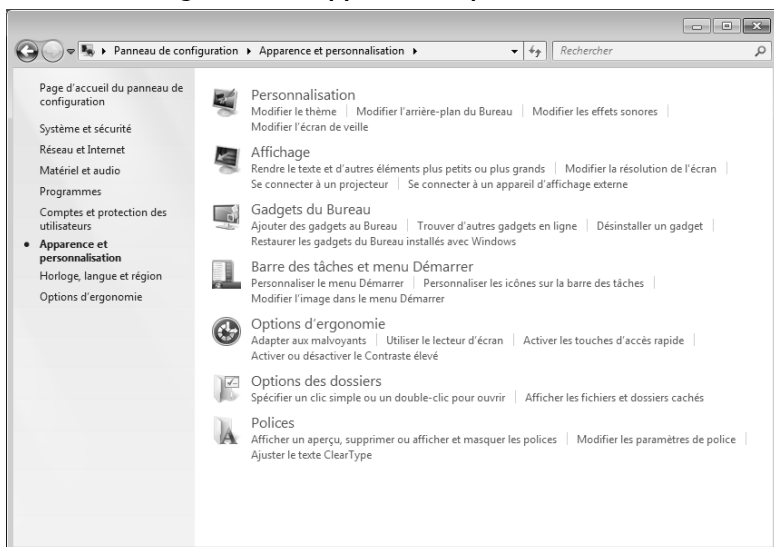 Panneau de configuration ▸ Apparence et personnalisation ▸
Rechercher
Page d'accueil du panneau de
configuration
Système et sécurité
Réseau et Internet
Matériel et audio
Programmes
Comptes et protection des
utilisateurs
Apparence et
personnalisation
Horloge, langue et région
Options d'ergonomie
Personnalisation
Modifier le thème | Modifier l'arrière-plan du Bureau | Modifier les effets sonores |
Modifier l'écran de veille
Affichage
Rendre le texte et d'autres éléments plus petits ou plus grands | Modifier la résolution de l'écran |
Se connecter à un projecteur | Se connecter à un appareil d'affichage externe
Gadgets du Bureau
Ajouter des gadgets au Bureau | Trouver d'autres gadgets en ligne | Désinstaller un gadget |
Restaurer les gadgets du Bureau installés avec Windows
Barre des tâches et menu Démarrer
Personnaliser le menu Démarrer | Personnaliser les icônes sur la barre des tâches |
Modifier l'image dans le menu Démarrer
Options d'ergonomie
Adapter aux malvoyants | Utiliser le lecteur d'écran | Activer les touches d'accès rapide |
Activer ou désactiver le Contraste élevé
Options des dossiers
Spécifier un clic simple ou un double-clic pour ouvrir | Afficher les fichiers et dossiers cachés
Polices
Afficher un aperçu, supprimer ou afficher et masquer les polices | Modifier les paramètres de police |
Ajuster le texte ClearType